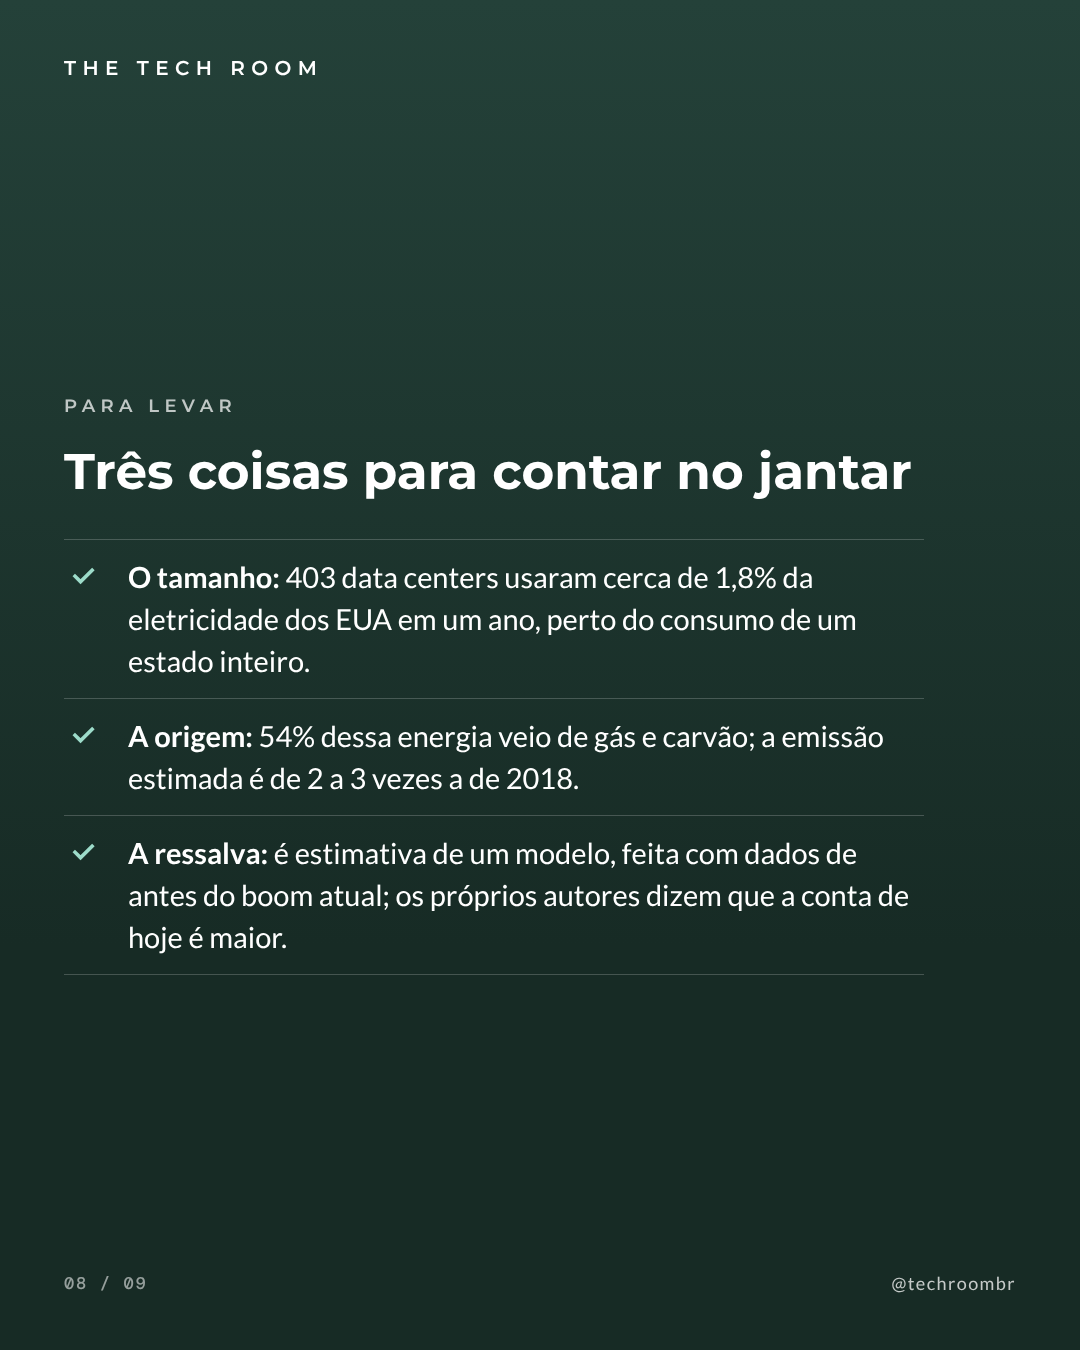 THE TECH ROOM
PARA LEVAR
Três coisas para contar no jantar
O tamanho: 403 data centers usaram cerca de 1,8% da
eletricidade dos EUA em um ano, perto do consumo de um
estado inteiro.
A origem: 54% dessa energia veio de gás e carvão; a emissão
estimada é de 2 a 3 vezes a de 2018.
A ressalva: é estimativa de um modelo, feita com dados de
antes do boom atual; os próprios autores dizem que a conta de
hoje é maior.
08 / 09
@techroombr